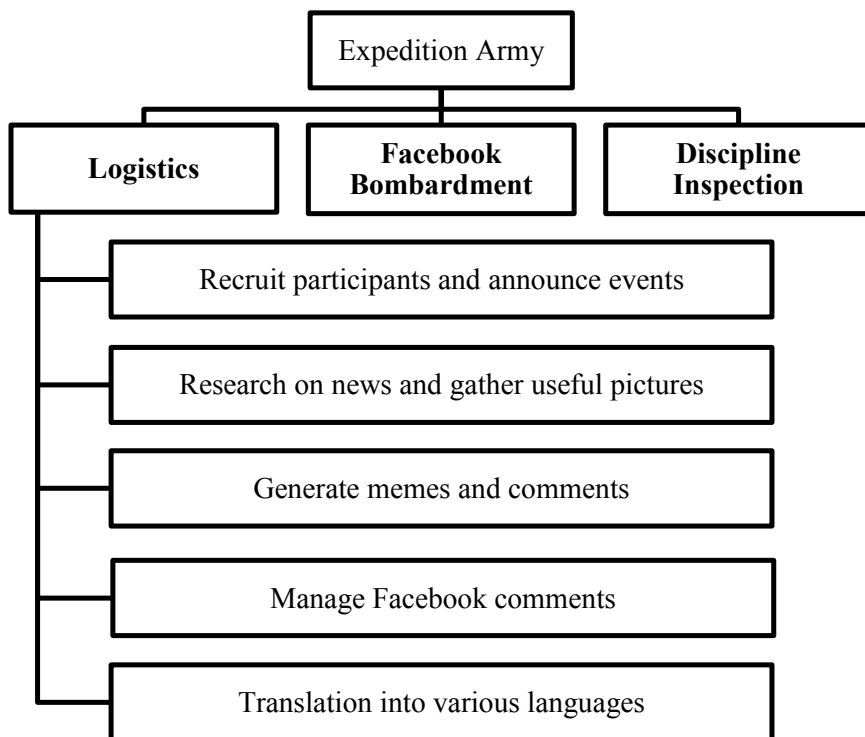 Expedition Army
Logistics
Facebook
Bombardment
Discipline
Inspection
Recruit participants and announce events
Research on news and gather useful pictures
Generate memes and comments
Manage Facebook comments
Translation into various languages